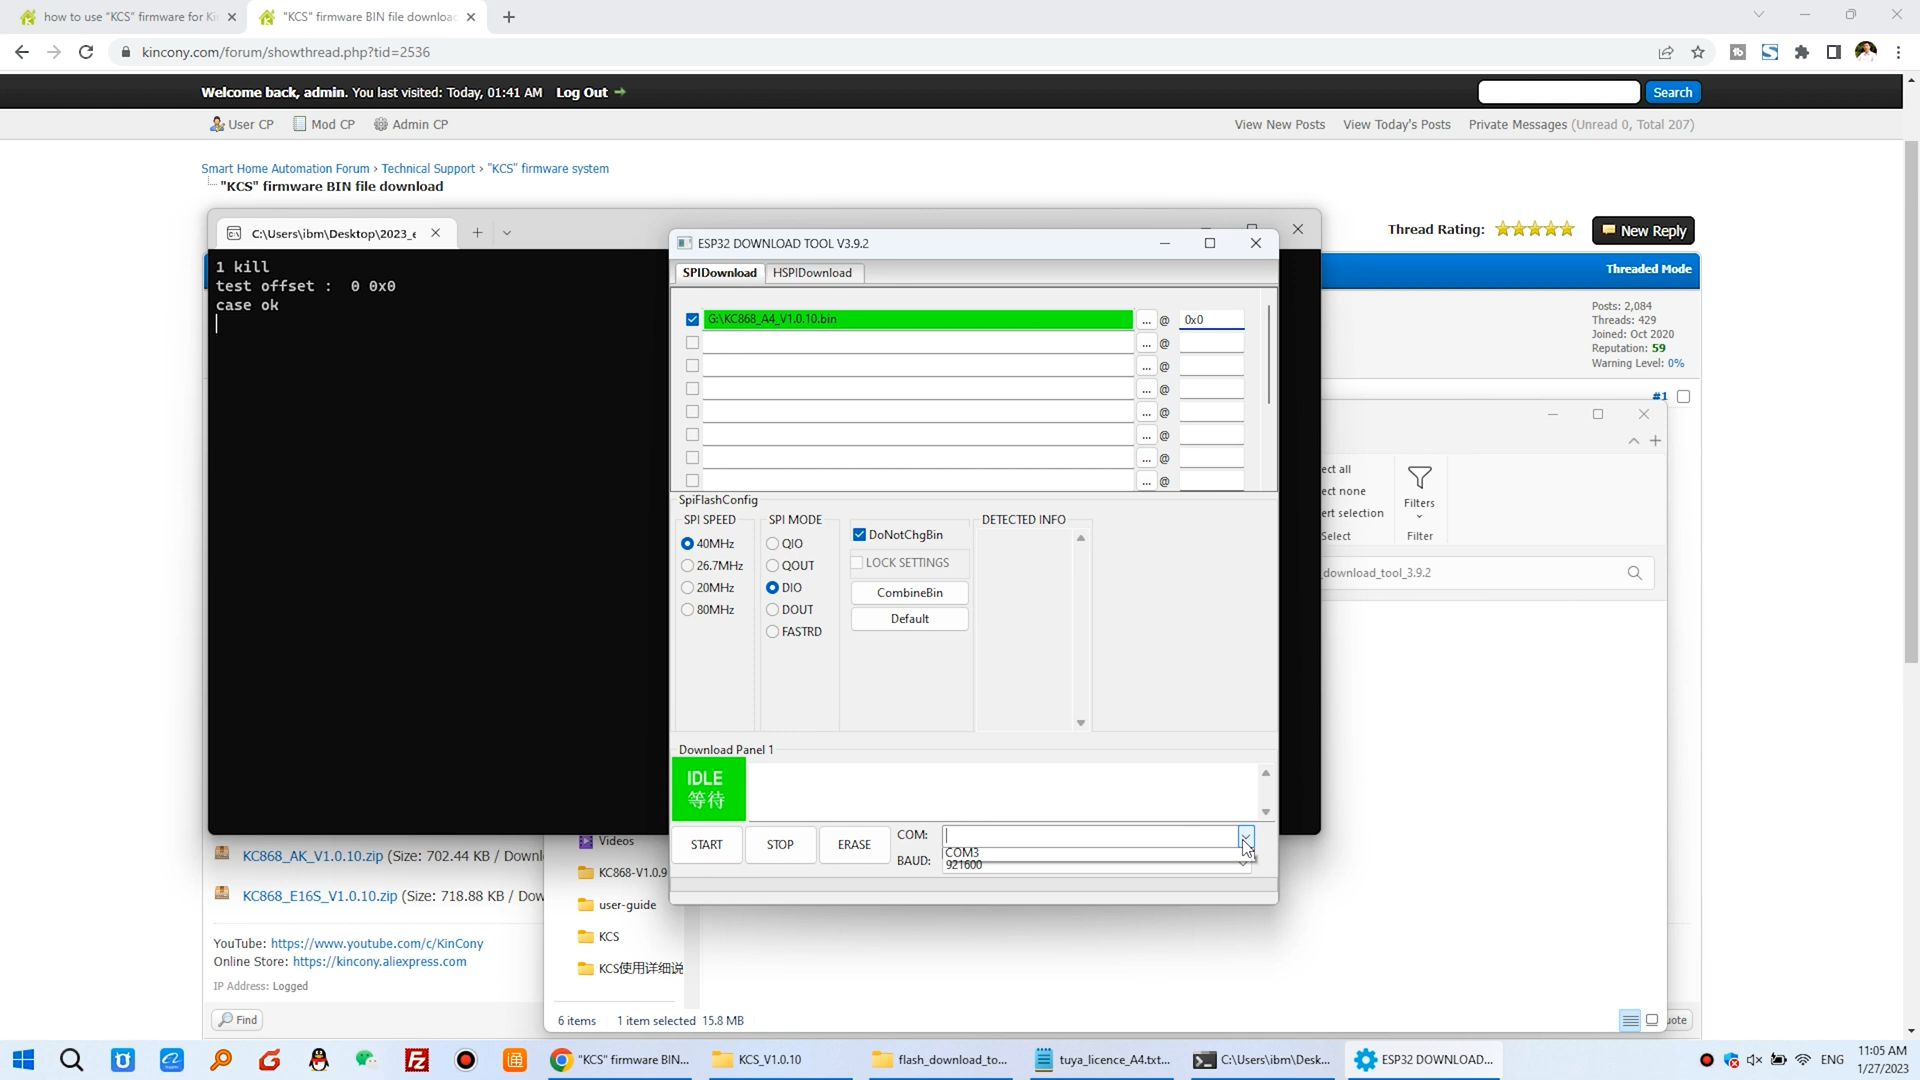 how to use "KCS" firmware for Ki
"KCS" firmware BIN file download
kincony.com/forum/showthread.php?tid=2536
Welcome back, admin. You last visited: Today, 01:41 AM Log Out
Search
User CP Mod CP Admin CP
View New Posts View Today's Posts Private Messages (Unread 0, Total 207)
Smart Home Automation Forum › Technical Support › "KCS" firmware system
"KCS" firmware BIN file download
Thread Rating:
New Reply
Threaded Mode
Posts: 2,084
Threads: 429
Joined: Oct 2020
Reputation: 59
Warning Level: 0%
#1
C:\Users\ibm\Desktop\2023_e
1 kill
test offset : 0 0x0
case ok
ESP32 DOWNLOAD TOOL V3.9.2
SPIDownload HSPIDownload
G:\KC868_A4_V1.0.10.bin ... @ 0x0
... @
... @
... @
... @
... @
... @
... @
SpiFlashConfig
SPI SPEED
40MHz
26.7MHz
20MHz
80MHz
SPI MODE
QIO
QOUT
DIO
DOUT
FASTRD
DoNotChgBin
LOCK SETTINGS
CombineBin
Default
DETECTED INFO
Download Panel 1
IDLE
等待
START STOP ERASE
COM:
COM3
BAUD: 921600
ect all
ect none
ert selection
Select
Filters
Filter
_download_tool_3.9.2
Videos
KC868-V1.0.9
user-guide
KCS
KCS使用详细说
6 items 1 item selected 15.8 MB
KC868_AK_V1.0.10.zip (Size: 702.44 KB / Dow
KC868_E16S_V1.0.10.zip (Size: 718.88 KB / Dow
YouTube: https://www.youtube.com/c/KinCony
Online Store: https://kincony.aliexpress.com
IP Address: Logged
Find
uote
"KCS" firmware BIN...
KCS_V1.0.10
flash_download_to...
tuya_licence_A4.txt...
C:\Users\ibm\Desk...
ESP32 DOWNLOAD...
ENG
11:05 AM
1/27/2023